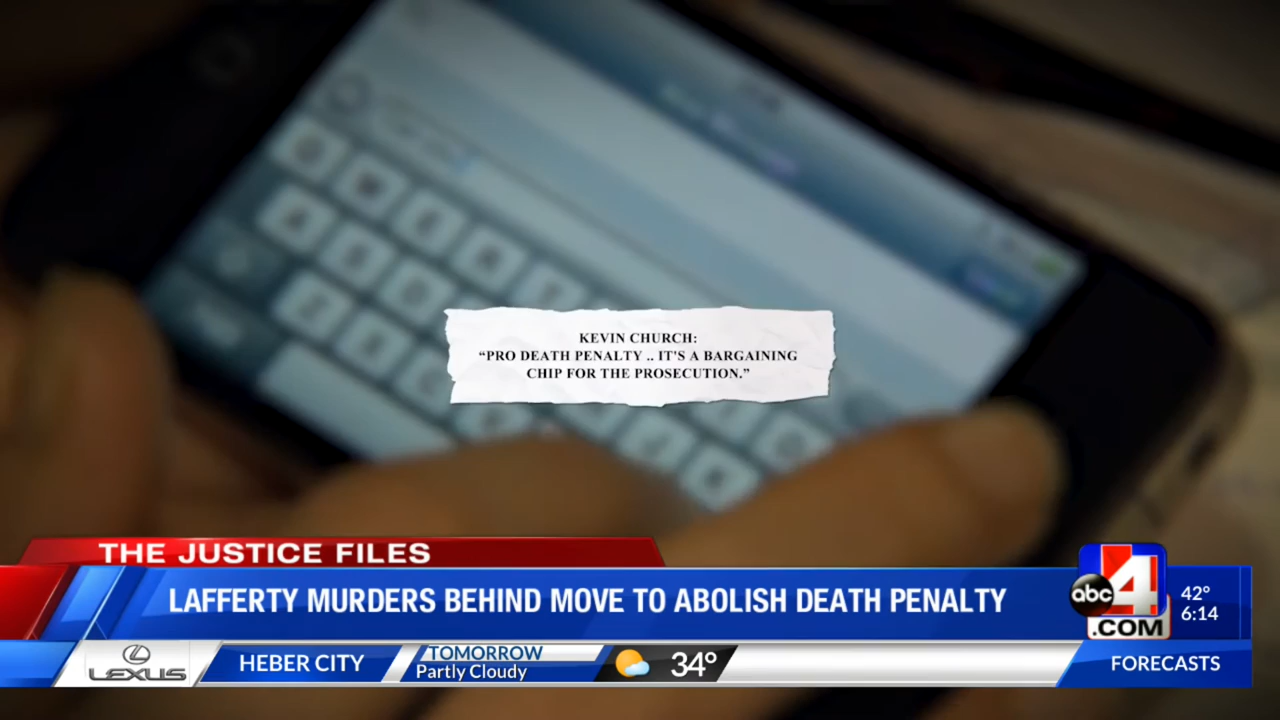 KEVIN CHURCH:
“PRO DEATH PENALTY .. IT'S A BARGAINING
CHIP FOR THE PROSECUTION.”
THE JUSTICE FILES
LAFFERTY MURDERS BEHIND MOVE TO ABOLISH DEATH PENALTY
abc 4
.COM
42°
6:14
LEXUS
HEBER CITY
TOMORROW
Partly Cloudy
34°
FORECASTS